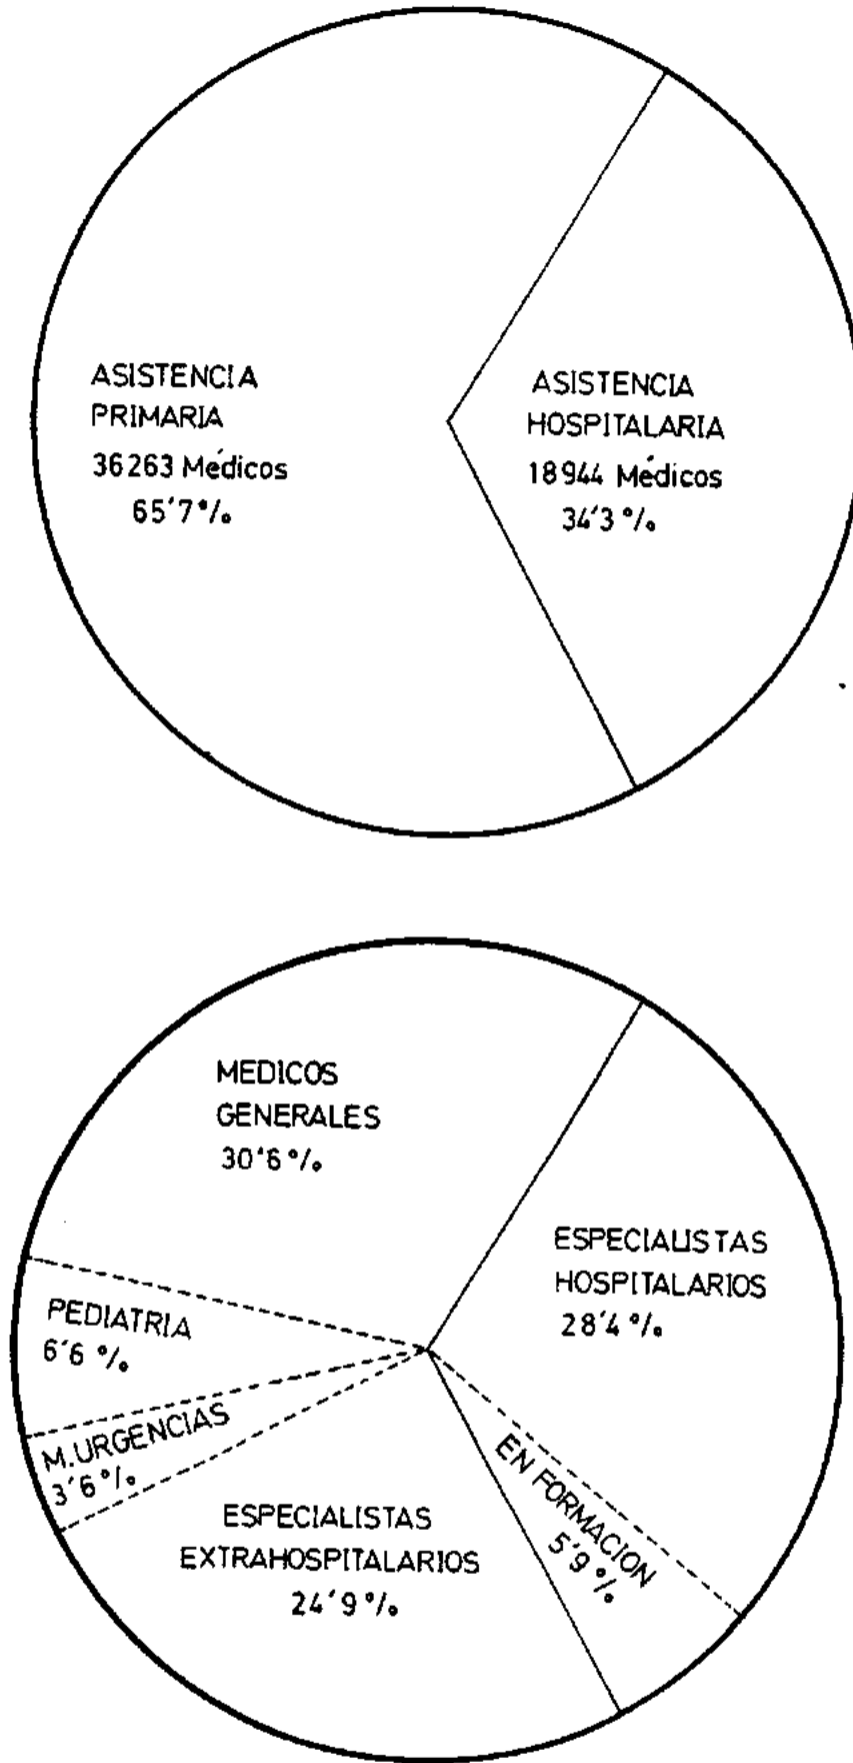 ASISTENCIA
PRIMARIA
36263 Médicos
65'7%
ASISTENCIA
HOSPITALARIA
18944 Médicos
34'3%
MEDICOS
GENERALES
30'6%
ESPECIALISTAS
HOSPITALARIOS
28'4%
PEDIATRIA
6'6%
M.URGENCIAS
3'6%
EN FORMACION
5'9%
ESPECIALISTAS
EXTRAHOSPITALARIOS
24'9%